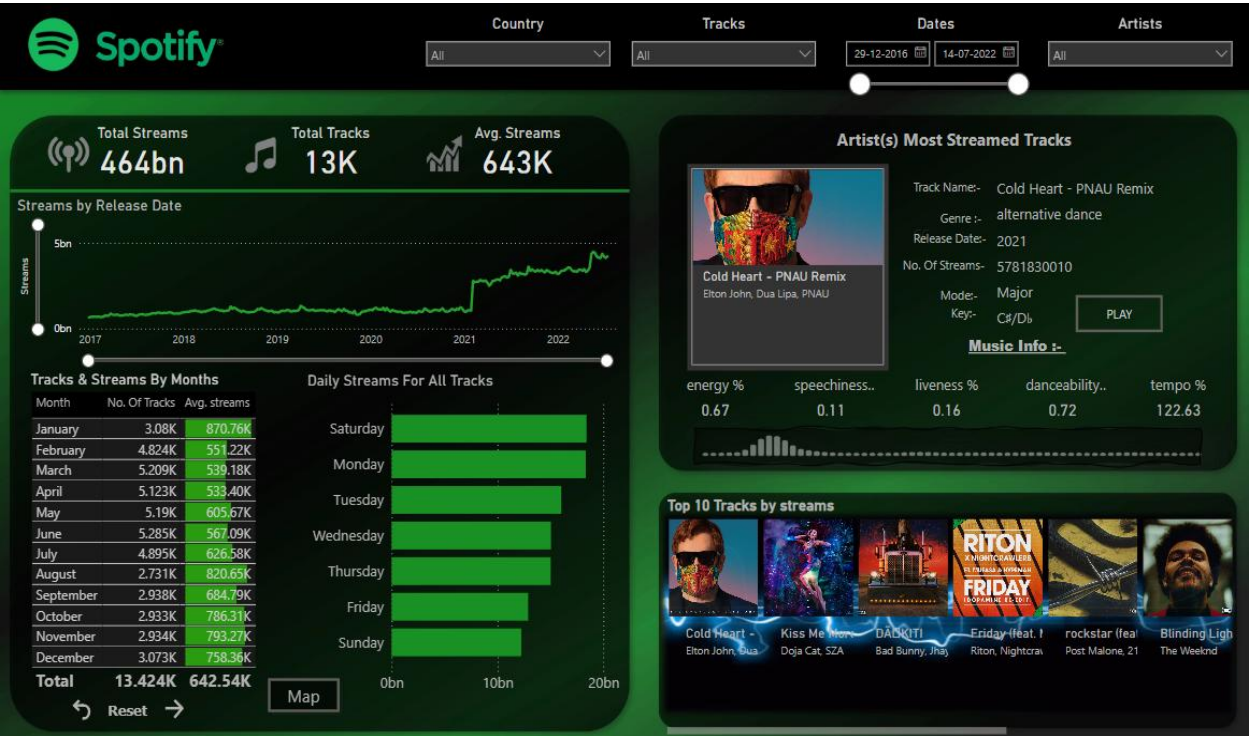 Spotify®
Country
All
Tracks
All
Dates
29-12-2016 14-07-2022
Artists
All
Total Streams
464bn
Total Tracks
13K
Avg. Streams
643K
Streams by Release Date
Streams
5bn
0bn
2017 2018 2019 2020 2021 2022
Tracks & Streams By Months
Month No. Of Tracks Avg. streams
January 3.08K 870.76K
February 4.824K 551.22K
March 5.209K 539.18K
April 5.123K 533.40K
May 5.19K 605.67K
June 5.285K 567.09K
July 4.895K 626.58K
August 2.731K 820.65K
September 2.938K 684.79K
October 2.933K 786.31K
November 2.934K 793.27K
December 3.073K 758.36K
Total 13.424K 642.54K
Reset
Daily Streams For All Tracks
Saturday
Monday
Tuesday
Wednesday
Thursday
Friday
Sunday
0bn 10bn 20bn
Map
Artist(s) Most Streamed Tracks
Cold Heart - PNAU Remix
Elton John, Dua Lipa, PNAU
Track Name:- Cold Heart - PNAU Remix
Genre :- alternative dance
Release Date:- 2021
No. Of Streams- 5781830010
Mode:- Major
Key:- C♯/D♭
PLAY
Music Info :-
energy % speechiness.. liveness % danceability.. tempo %
0.67 0.11 0.16 0.72 122.63
Top 10 Tracks by streams
RITON
X NIGHTCRAWLERS
FRIDAY
Cold Heart -
Elton John, Dua
Kiss Me More
Doja Cat, SZA
DÁKITI
Bad Bunny, Jhay
Friday (feat.
Riton, Nightcraw
rockstar (feat
Post Malone, 21
Blinding Ligh
The Weeknd